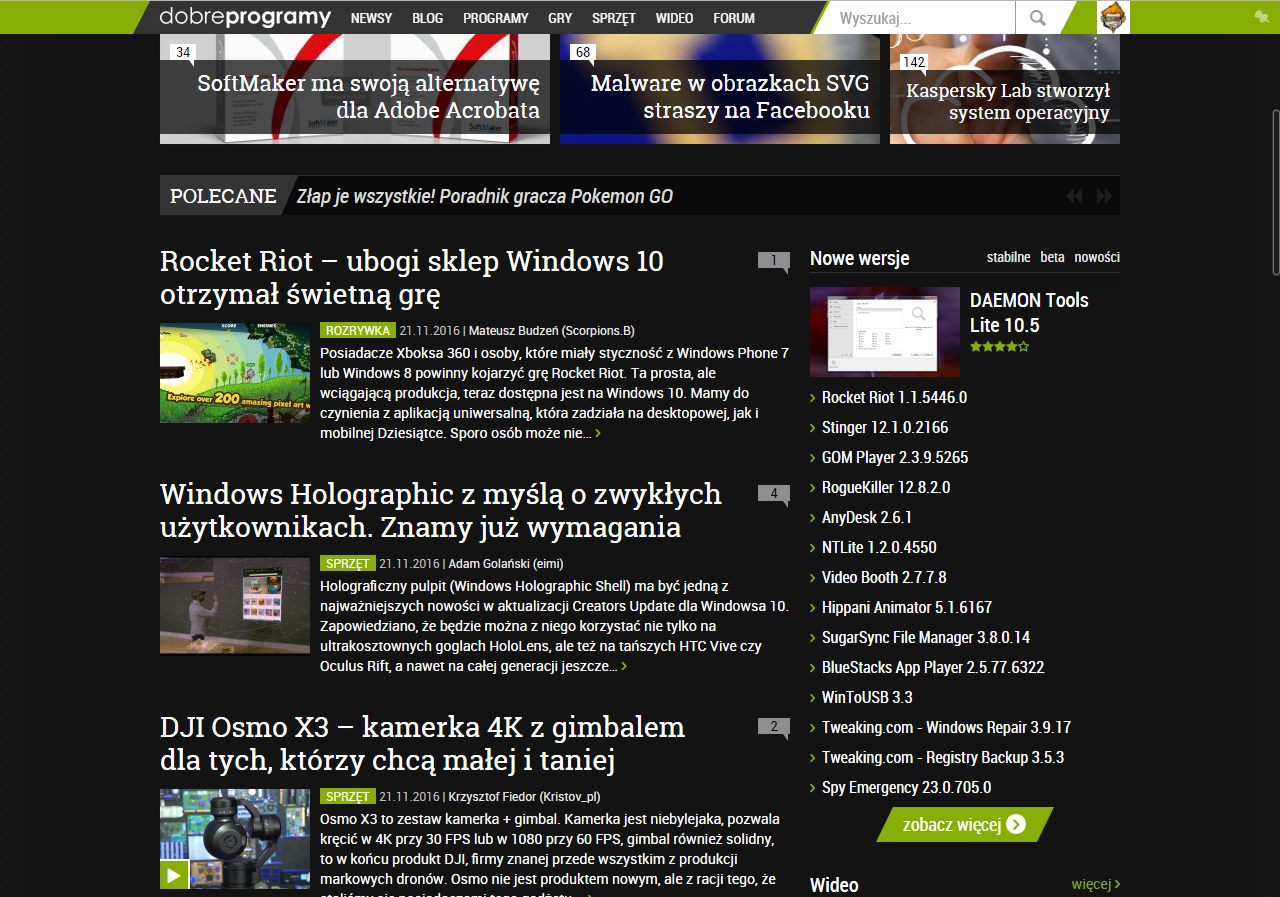 dobreprogramy NEWSY BLOG PROGRAMY GRY SPRZĘT WIDEO FORUM Wyszukaj...
34
SoftMaker ma swoją alternatywę
dla Adobe Acrobata
SoftMaker
68
Malware w obrazkach SVG
straszy na Facebooku
142
Kaspersky Lab stworzył
system operacyjny
POLECANE Złap je wszystkie! Poradnik gracza Pokemon GO
Rocket Riot – ubogi sklep Windows 10
otrzymał świetną grę
1
SCORE ENEMIES
Explore over 200 amazing pixel art w
ROZRYWKA 21.11.2016 | Mateusz Budzeń (Scorpions.B)
Posiadacze Xboksa 360 i osoby, które miały styczność z Windows Phone 7
lub Windows 8 powinny kojarzyć grę Rocket Riot. Ta prosta, ale
wciągająca produkcja, teraz dostępna jest na Windows 10. Mamy do
czynienia z aplikacją uniwersalną, która zadziała na desktopowej, jak i
mobilnej Dziesiątce. Sporo osób może nie... ›
Windows Holographic z myślą o zwykłych
użytkownikach. Znamy już wymagania
4
SPRZĘT 21.11.2016 | Adam Golański (eimi)
Holograficzny pulpit (Windows Holographic Shell) ma być jedną z
najważniejszych nowości w aktualizacji Creators Update dla Windowsa 10.
Zapowiedziano, że będzie można z niego korzystać nie tylko na
ultrakosztownych goglach HoloLens, ale też na tańszych HTC Vive czy
Oculus Rift, a nawet na całej generacji jeszcze... ›
DJI Osmo X3 – kamerka 4K z gimbalem
dla tych, którzy chcą małej i taniej
2
SPRZĘT 21.11.2016 | Krzysztof Fiedor (Kristov_pl)
Osmo X3 to zestaw kamerka + gimbal. Kamerka jest niebylejaka, pozwala
kręcić w 4K przy 30 FPS lub w 1080 przy 60 FPS, gimbal również solidny,
to w końcu produkt DJI, firmy znanej przede wszystkim z produkcji
markowych dronów. Osmo nie jest produktem nowym, ale z racji tego, że
Nowe wersje stabilne beta nowości
DAEMON Tools
Lite 10.5
› Rocket Riot 1.1.5446.0
› Stinger 12.1.0.2166
› GOM Player 2.3.9.5265
› RogueKiller 12.8.2.0
› AnyDesk 2.6.1
› NTLite 1.2.0.4550
› Video Booth 2.7.7.8
› Hippani Animator 5.1.6167
› SugarSync File Manager 3.8.0.14
› BlueStacks App Player 2.5.77.6322
› WinToUSB 3.3
› Tweaking.com - Windows Repair 3.9.17
› Tweaking.com - Registry Backup 3.5.3
› Spy Emergency 23.0.705.0
zobacz więcej
Wideo więcej ›